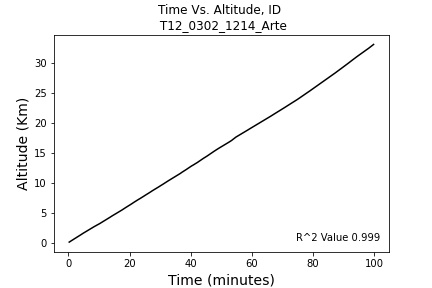 Time Vs. Altitude, ID
T12_0302_1214_Arte
Altitude (Km)
30
25
20
15
10
5
0
R^2 Value 0.999
0 20 40 60 80 100
Time (minutes)